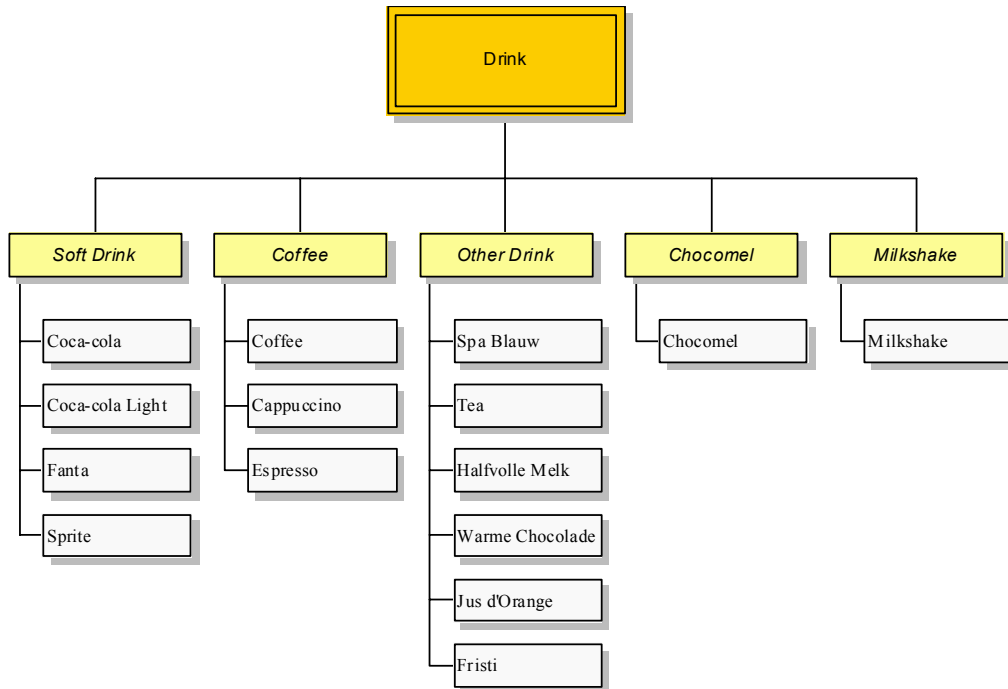 Drink
Soft Drink
Coffee
Other Drink
Chocomel
Milkshake
Coca-cola
Coffee
Spa Blauw
Chocomel
Milkshake
Coca-cola Light
Cappuccino
Tea
Fanta
Espresso
Halfvolle Melk
Sprite
Warme Chocolade
Jus d'Orange
Fristi